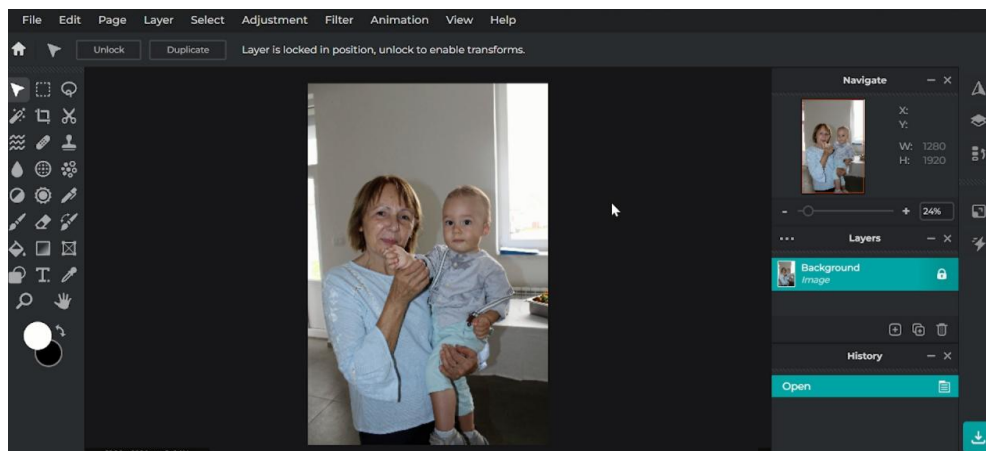 File Edit Page Layer Select Adjustment Filter Animation View Help
Unlock Duplicate Layer is locked in position, unlock to enable transforms.
Navigate
X:
Y:
W: 1280
H: 1920
- + 24%
Layers
Background
Image
History
Open
T